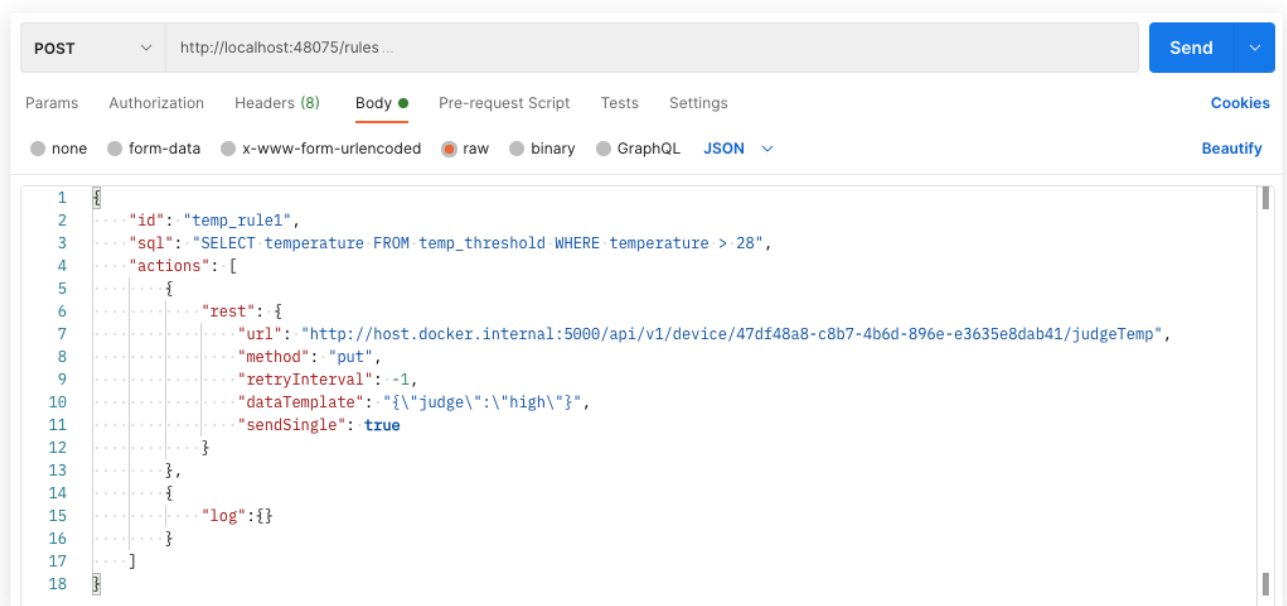 POST http://localhost:48075/rules ... Send
Params Authorization Headers (8) Body Pre-request Script Tests Settings Cookies
none form-data x-www-form-urlencoded raw binary GraphQL JSON Beautify
1 {
2 "id": "temp_rule1",
3 "sql": "SELECT temperature FROM temp_threshold WHERE temperature > 28",
4 "actions": [
5 {
6 "rest": {
7 "url": "http://host.docker.internal:5000/api/v1/device/47df48a8-c8b7-4b6d-896e-e3635e8dab41/judgeTemp",
8 "method": "put",
9 "retryInterval": -1,
10 "dataTemplate": "{\"judge\":\"high\"}",
11 "sendSingle": true
12 }
13 },
14 {
15 "log":{}
16 }
17 ]
18 }